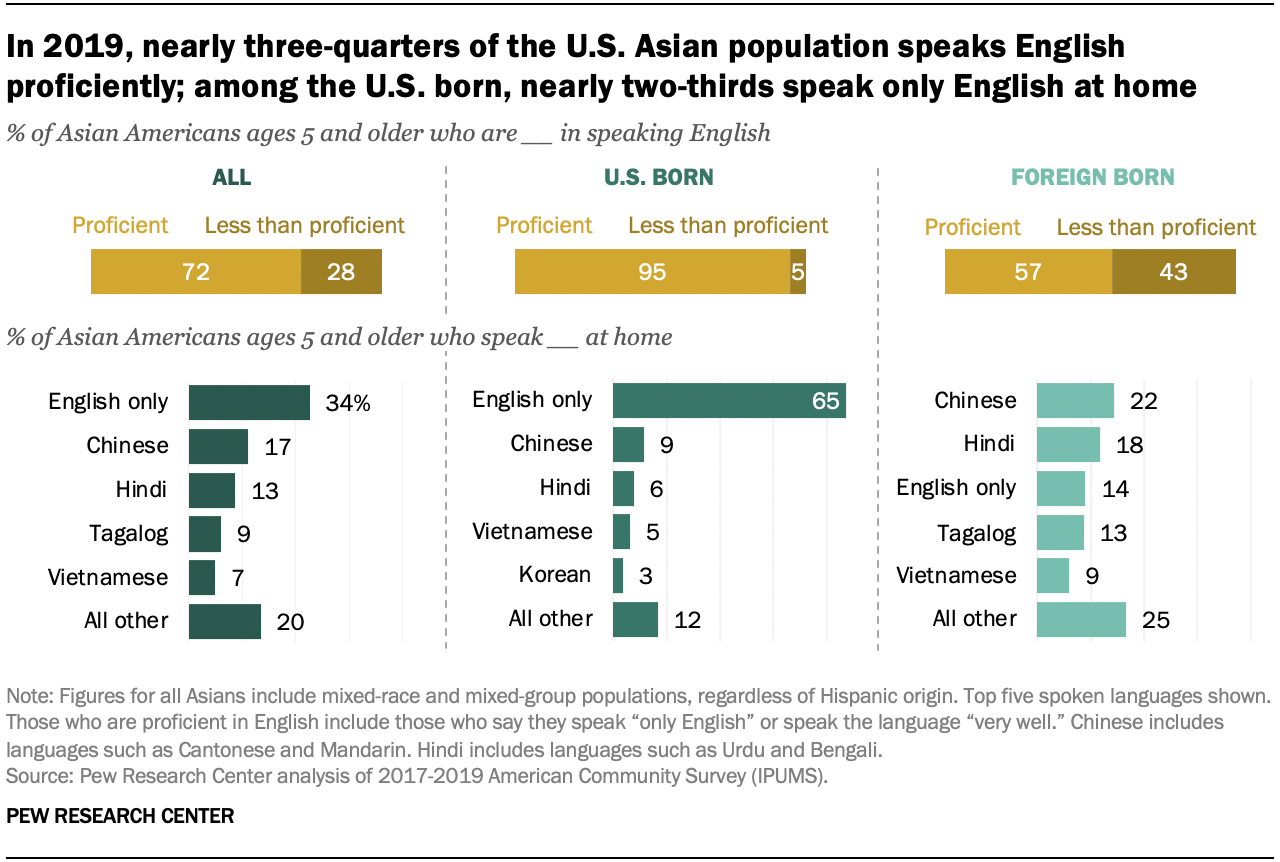 In 2019, nearly three-quarters of the U.S. Asian population speaks English
proficiently; among the U.S. born, nearly two-thirds speak only English at home
% of Asian Americans ages 5 and older who are __ in speaking English
ALL
Proficient Less than proficient
72 28
U.S. BORN
Proficient Less than proficient
95 5
FOREIGN BORN
Proficient Less than proficient
57 43
% of Asian Americans ages 5 and older who speak __ at home
English only 34%
Chinese 17
Hindi 13
Tagalog 9
Vietnamese 7
All other 20
English only 65
Chinese 9
Hindi 6
Vietnamese 5
Korean 3
All other 12
Chinese 22
Hindi 18
English only 14
Tagalog 13
Vietnamese 9
All other 25
Note: Figures for all Asians include mixed-race and mixed-group populations, regardless of Hispanic origin. Top five spoken languages shown.
Those who are proficient in English include those who say they speak “only English” or speak the language “very well.” Chinese includes
languages such as Cantonese and Mandarin. Hindi includes languages such as Urdu and Bengali.
Source: Pew Research Center analysis of 2017-2019 American Community Survey (IPUMS).
PEW RESEARCH CENTER